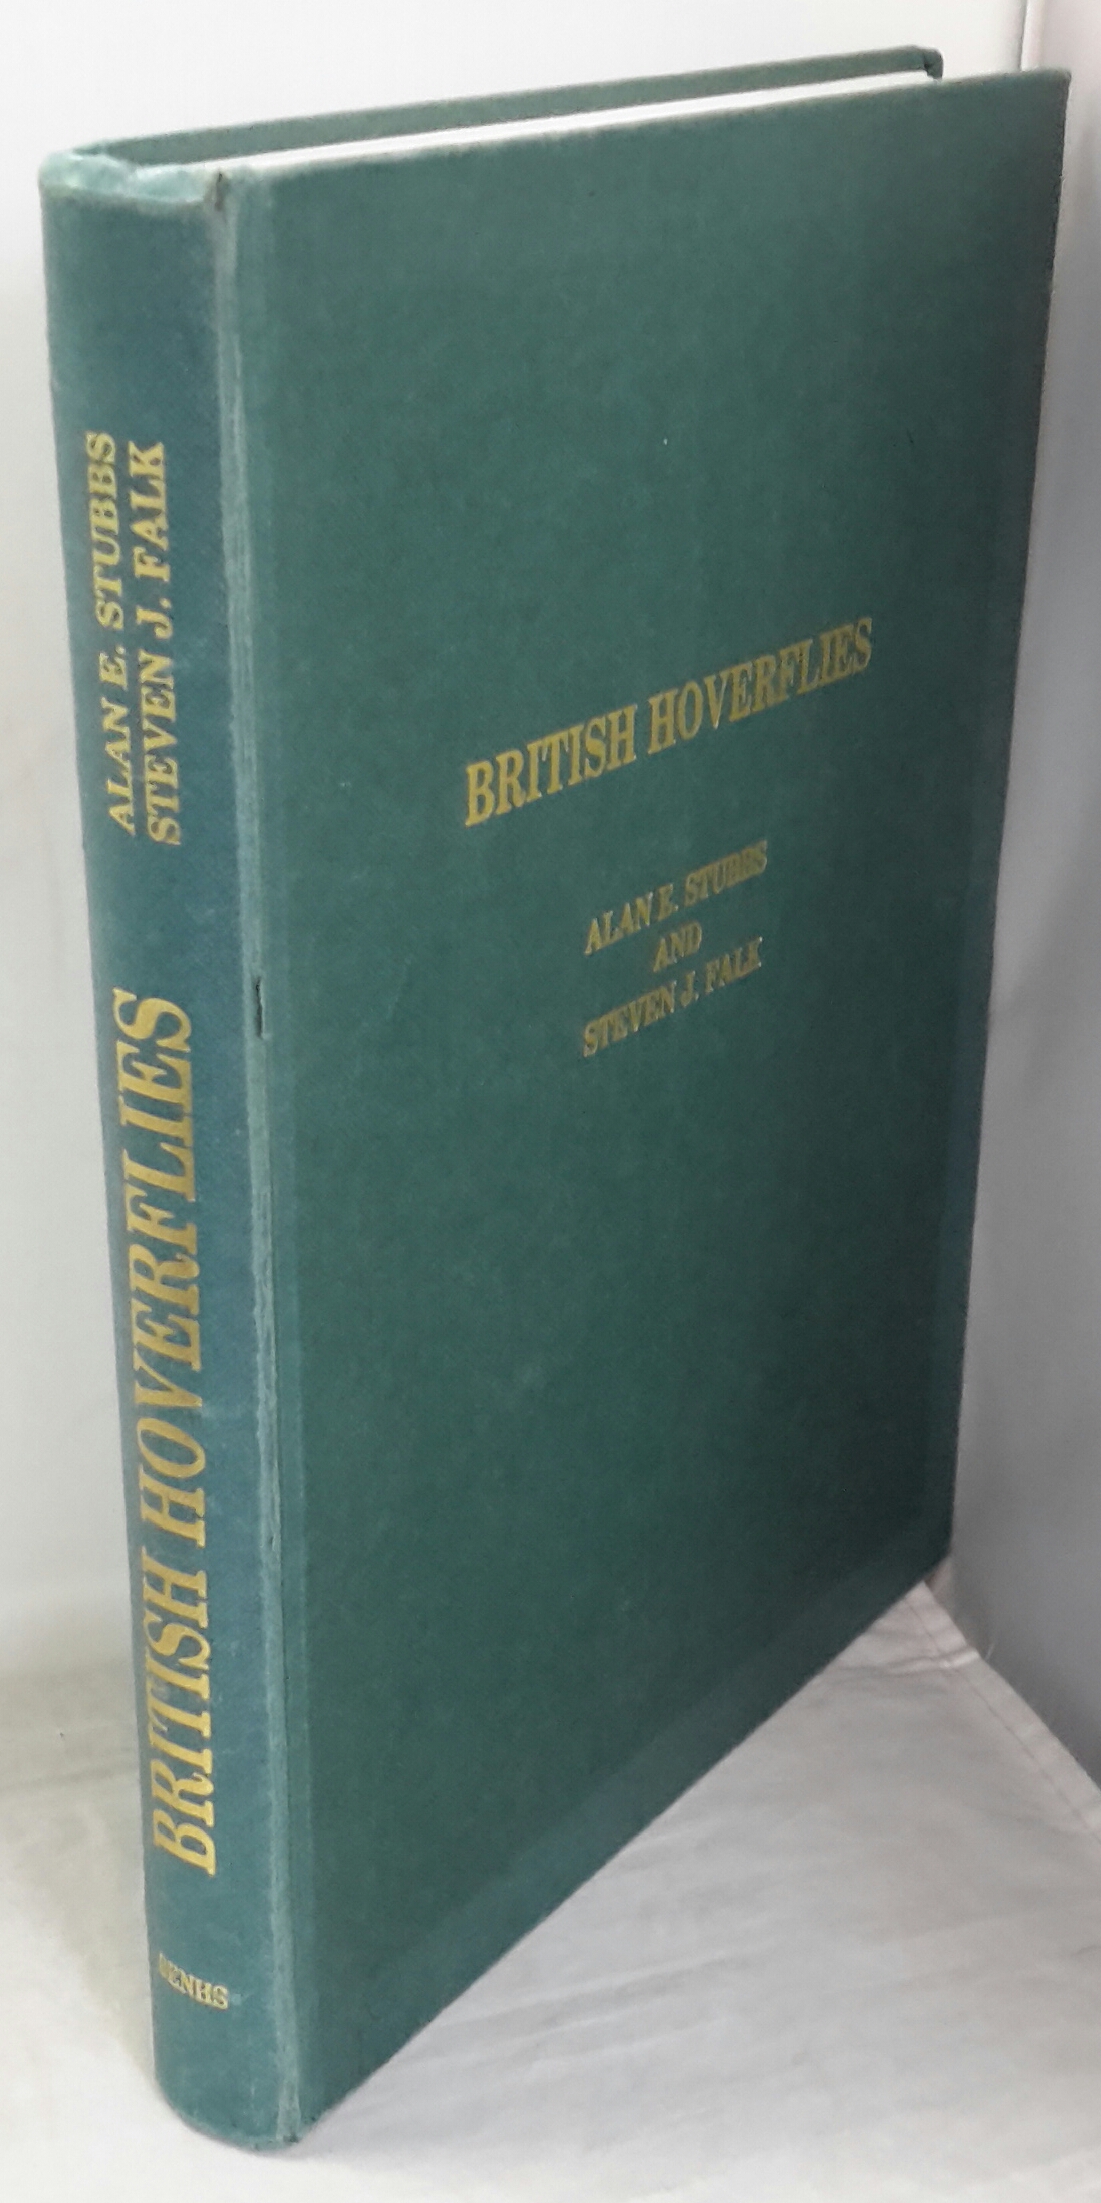 ALAN E. STUBBS
STEVEN J. FALK
BRITISH HOVERFLIES
BENHS
BRITISH HOVERFLIES
ALAN E. STUBBS
AND
STEVEN J. FALK